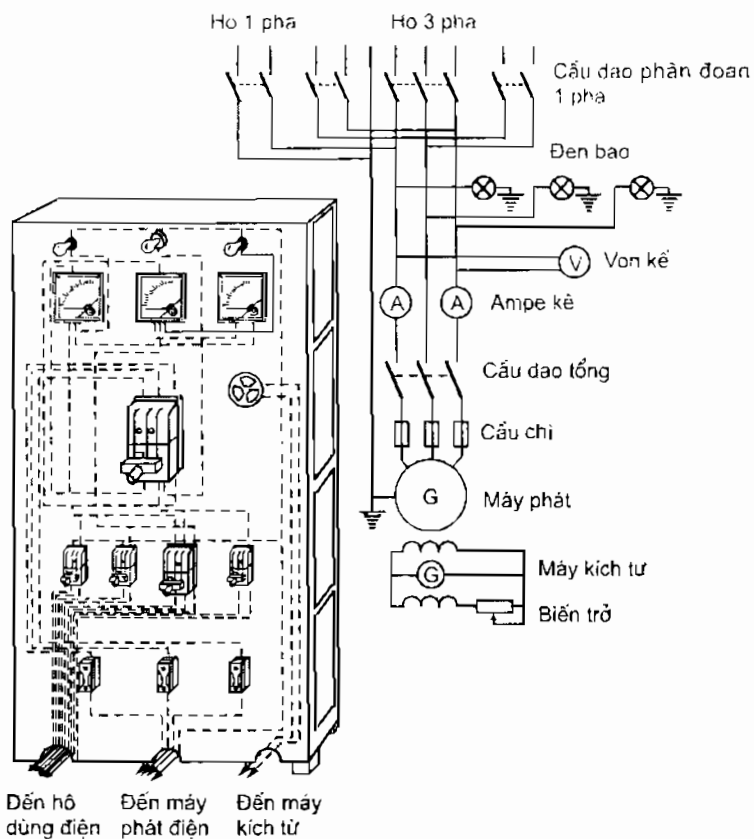 Hộ 1 pha
Hộ 3 pha
Cầu dao phân đoạn
1 pha
Đèn báo
V
Vôn kế
A
A
Ampe kế
Cầu dao tổng
Cầu chì
G
Máy phát
G
Máy kích từ
Biến trở
Đến hộ
dùng điện
Đến máy
phát điện
Đến máy
kích từ